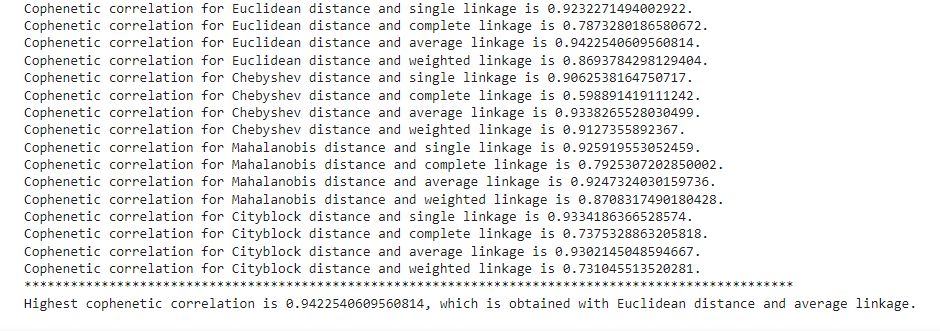 Cophenetic correlation for Euclidean distance and single linkage is 0.9232271494002922.
Cophenetic correlation for Euclidean distance and complete linkage is 0.7873280186580672.
Cophenetic correlation for Euclidean distance and average linkage is 0.9422540609560814.
Cophenetic correlation for Euclidean distance and weighted linkage is 0.8693784298129404.
Cophenetic correlation for Chebyshev distance and single linkage is 0.9062538164750717.
Cophenetic correlation for Chebyshev distance and complete linkage is 0.598891419111242.
Cophenetic correlation for Chebyshev distance and average linkage is 0.9338265528030499.
Cophenetic correlation for Chebyshev distance and weighted linkage is 0.9127355892367.
Cophenetic correlation for Mahalanobis distance and single linkage is 0.925919553052459.
Cophenetic correlation for Mahalanobis distance and complete linkage is 0.7925307202850002.
Cophenetic correlation for Mahalanobis distance and average linkage is 0.9247324030159736.
Cophenetic correlation for Mahalanobis distance and weighted linkage is 0.8708317490180428.
Cophenetic correlation for Cityblock distance and single linkage is 0.9334186366528574.
Cophenetic correlation for Cityblock distance and complete linkage is 0.7375328863205818.
Cophenetic correlation for Cityblock distance and average linkage is 0.9302145048594667.
Cophenetic correlation for Cityblock distance and weighted linkage is 0.731045513520281.
****************************************************************************************************
Highest cophenetic correlation is 0.9422540609560814, which is obtained with Euclidean distance and average linkage.